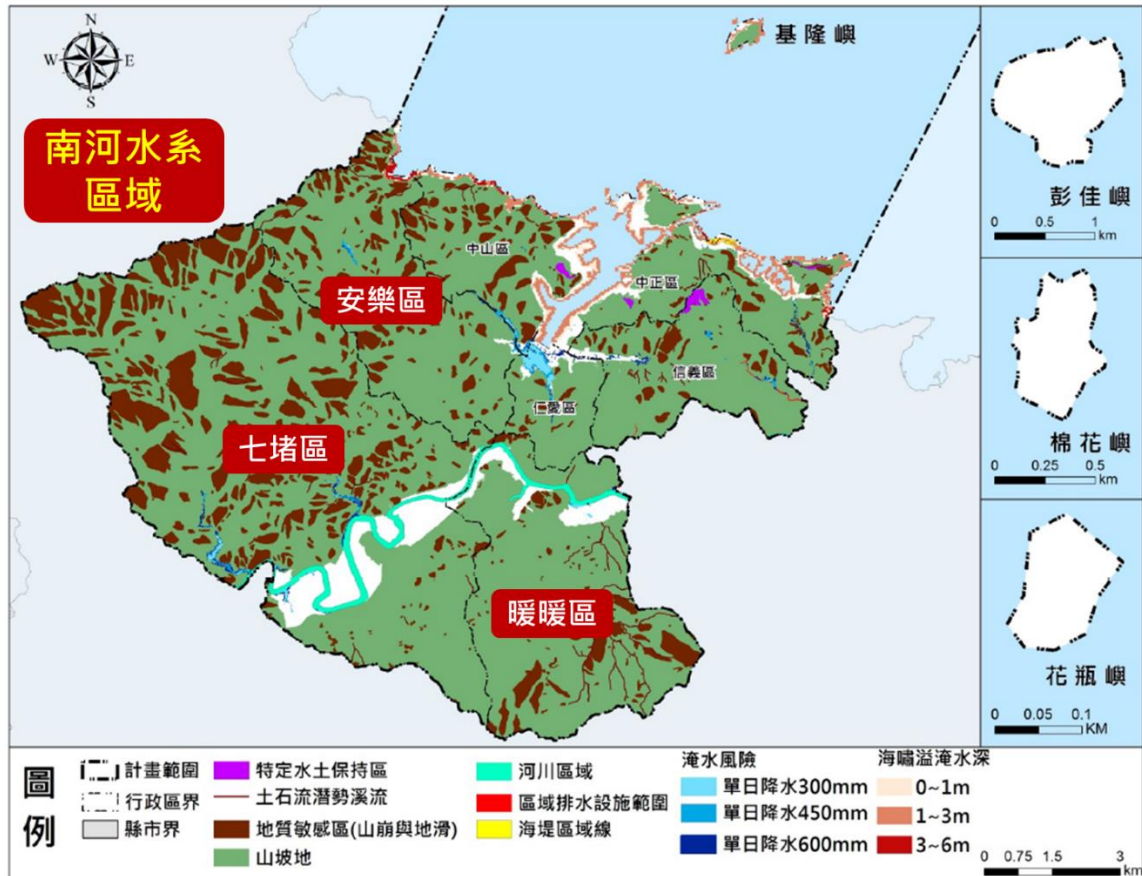 N
W E
S
基隆嶼
南河水系
區域
中山區
安樂區
中正區
信義區
仁愛區
七堵區
暖暖區
彭佳嶼
0 0.5 1
km
棉花嶼
0 0.25 0.5
km
花瓶嶼
0 0.05 0.1
KM
圖例
計畫範圍
行政區界
縣市界
特定水土保持區
土石流潛勢溪流
地質敏感區(山崩與地滑)
山坡地
河川區域
區域排水設施範圍
海堤區域線
淹水風險
單日降水300mm
單日降水450mm
單日降水600mm
海嘯溢淹水深
0~1m
1~3m
3~6m
0 0.75 1.5 3
km